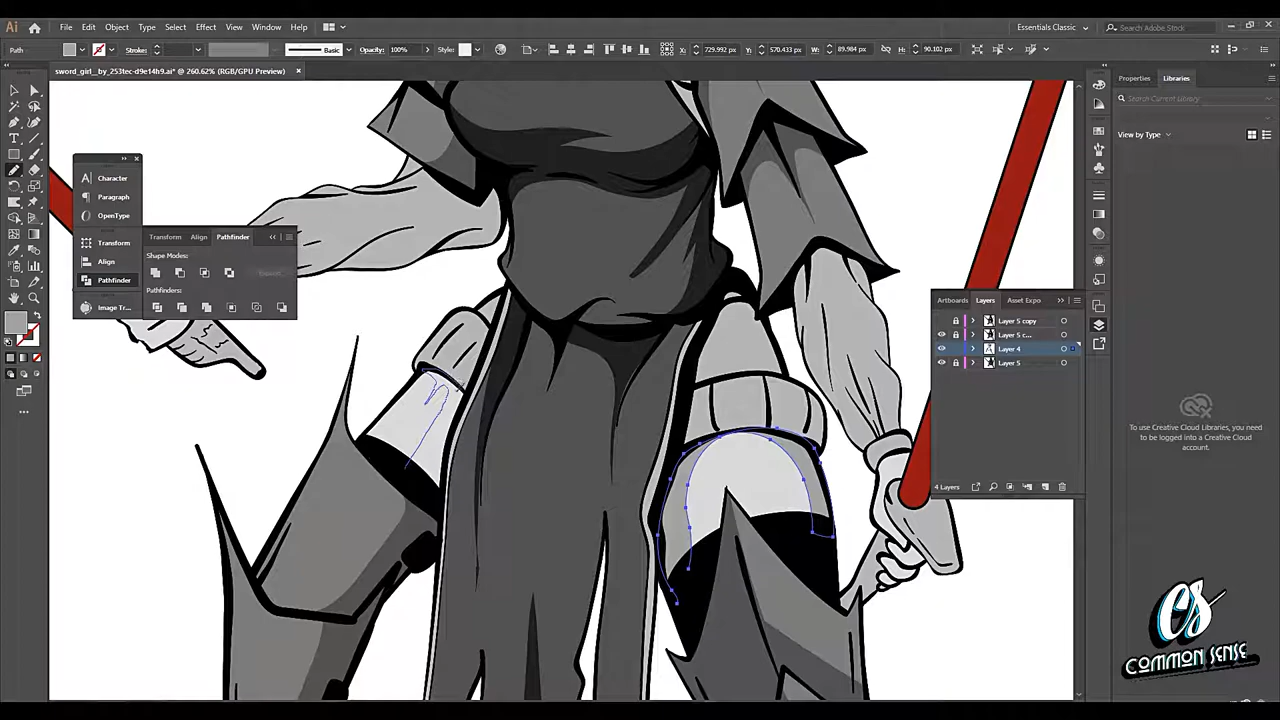 Ai File Edit Object Type Select Effect View Window Help Essentials Classic Search Adobe Stock
Path Stroke: Basic Opacity: 100% Style: X: 729.992 px Y: 570.433 px W: 89.984 px H: 90.102 px
sword_girl__by_253tec-d9e14h9.ai* @ 260.62% (RGB/GPU Preview) ×
Properties Libraries
Search Current Library
View by Type
Character
Paragraph
OpenType
Transform
Align
Pathfinder
Image Tr...
Transform Align Pathfinder
Shape Modes:
Expand
Pathfinders:
Artboards Layers Asset Expo
Layer 5 copy
Layer 5 c...
Layer 4
Layer 5
4 Layers
To use Creative Cloud Libraries, you need
to be logged into a Creative Cloud
account.
CS
COMMON SENSE